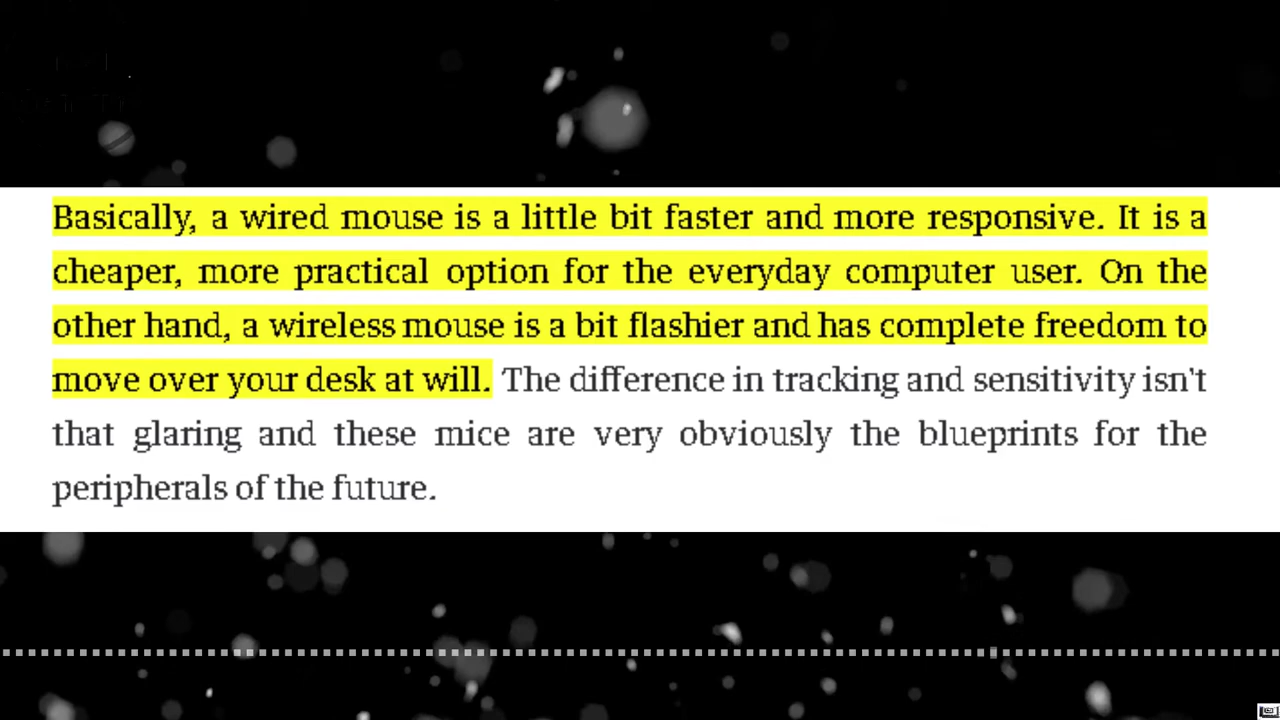 Basically, a wired mouse is a little bit faster and more responsive. It is a
cheaper, more practical option for the everyday computer user. On the
other hand, a wireless mouse is a bit flashier and has complete freedom to
move over your desk at will. The difference in tracking and sensitivity isn't
that glaring and these mice are very obviously the blueprints for the
peripherals of the future.